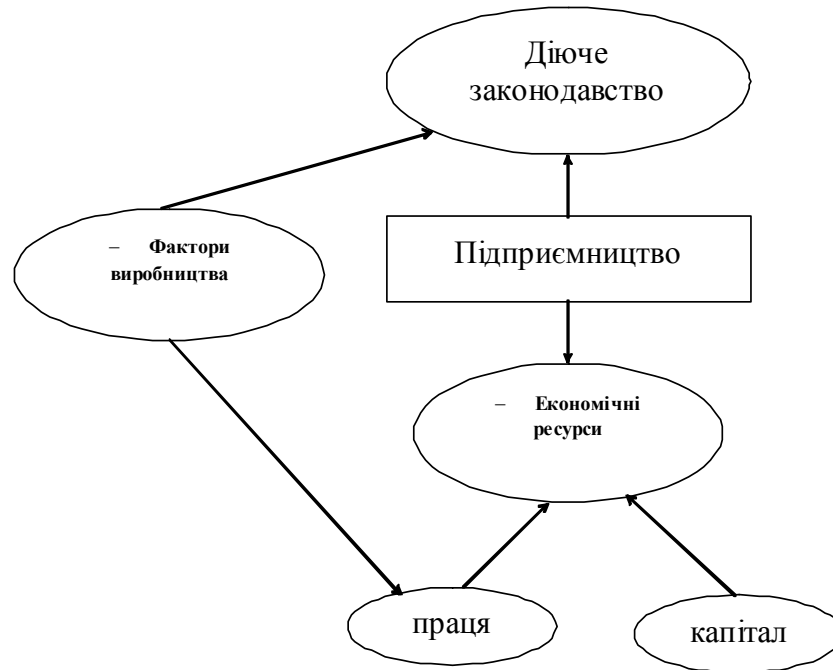 Діюче
законодавство
– Фактори
виробництва
Підприємництво
– Економічні
ресурси
праця
капітал